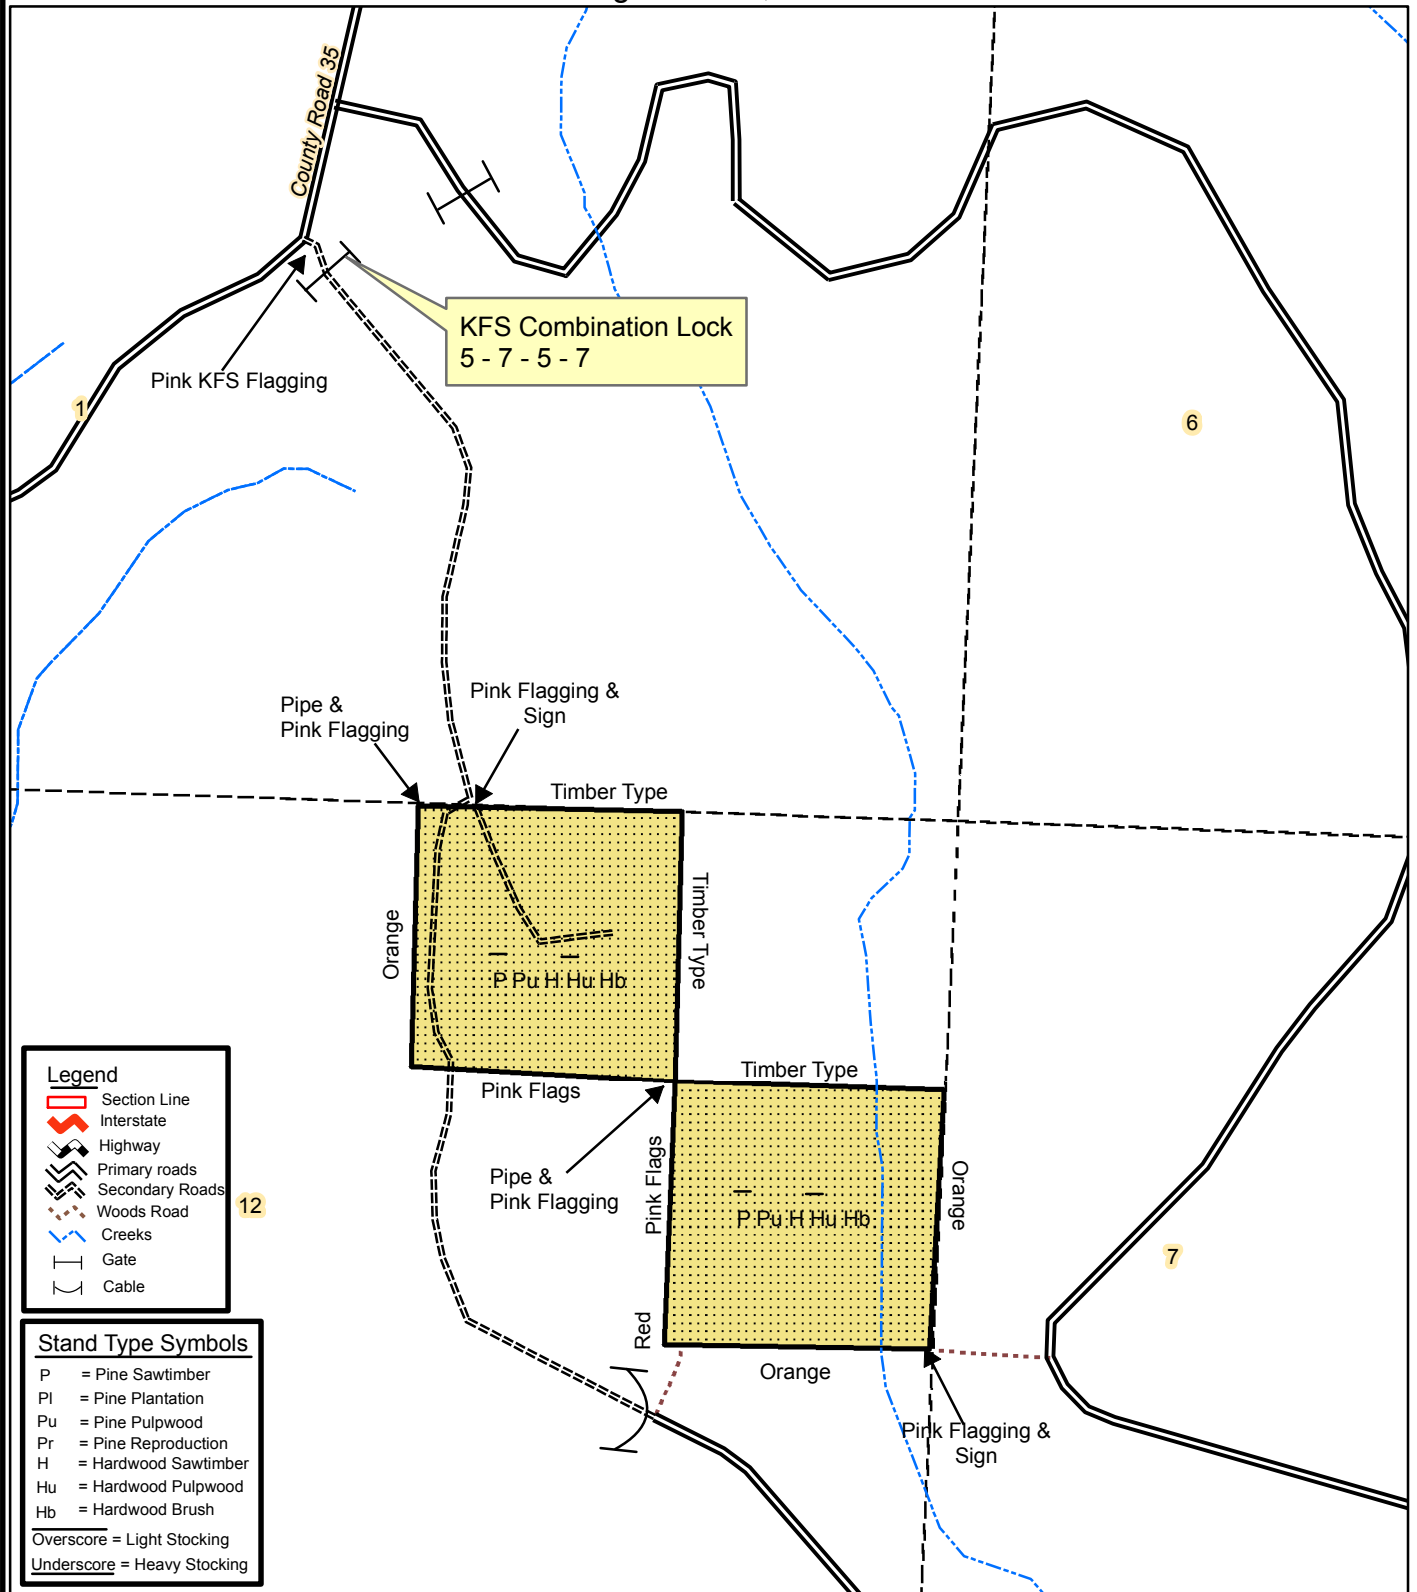 County Road 35
KFS Combination Lock
5 - 7 - 5 - 7
Pink KFS Flagging
1
6
Pipe &
Pink Flagging
Pink Flagging &
Sign
Timber Type
Orange
Timber Type
P Pu H Hu Hb
Pink Flags
Timber Type
Pipe &
Pink Flagging
Pink Flags
P Pu H Hu Hb
Orange
12
7
Red
Orange
Pink Flagging &
Sign
Legend
Section Line
Interstate
Highway
Primary roads
Secondary Roads
Woods Road
Creeks
Gate
Cable
Stand Type Symbols
P = Pine Sawtimber
Pl = Pine Plantation
Pu = Pine Pulpwood
Pr = Pine Reproduction
H = Hardwood Sawtimber
Hu = Hardwood Pulpwood
Hb = Hardwood Brush
Overscore = Light Stocking
Underscore = Heavy Stocking